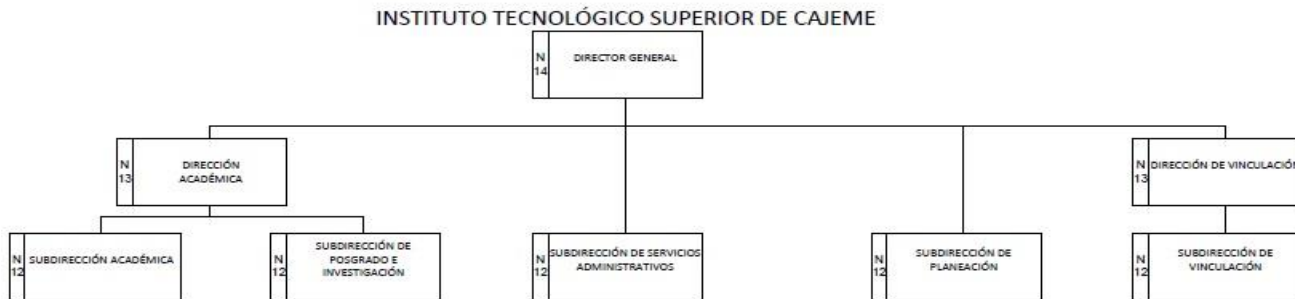 INSTITUTO TECNOLÓGICO SUPERIOR DE CAJEME
N
14
DIRECTOR GENERAL
N
13
DIRECCIÓN
ACADÉMICA
N
13
DIRECCIÓN DE VINCULACIÓN
N
12
SUBDIRECCIÓN ACADÉMICA
N
12
SUBDIRECCIÓN DE
POSGRADO E
INVESTIGACIÓN
N
12
SUBDIRECCIÓN DE SERVICIOS
ADMINISTRATIVOS
N
12
SUBDIRECCIÓN DE
PLANEACIÓN
N
12
SUBDIRECCIÓN DE
VINCULACIÓN